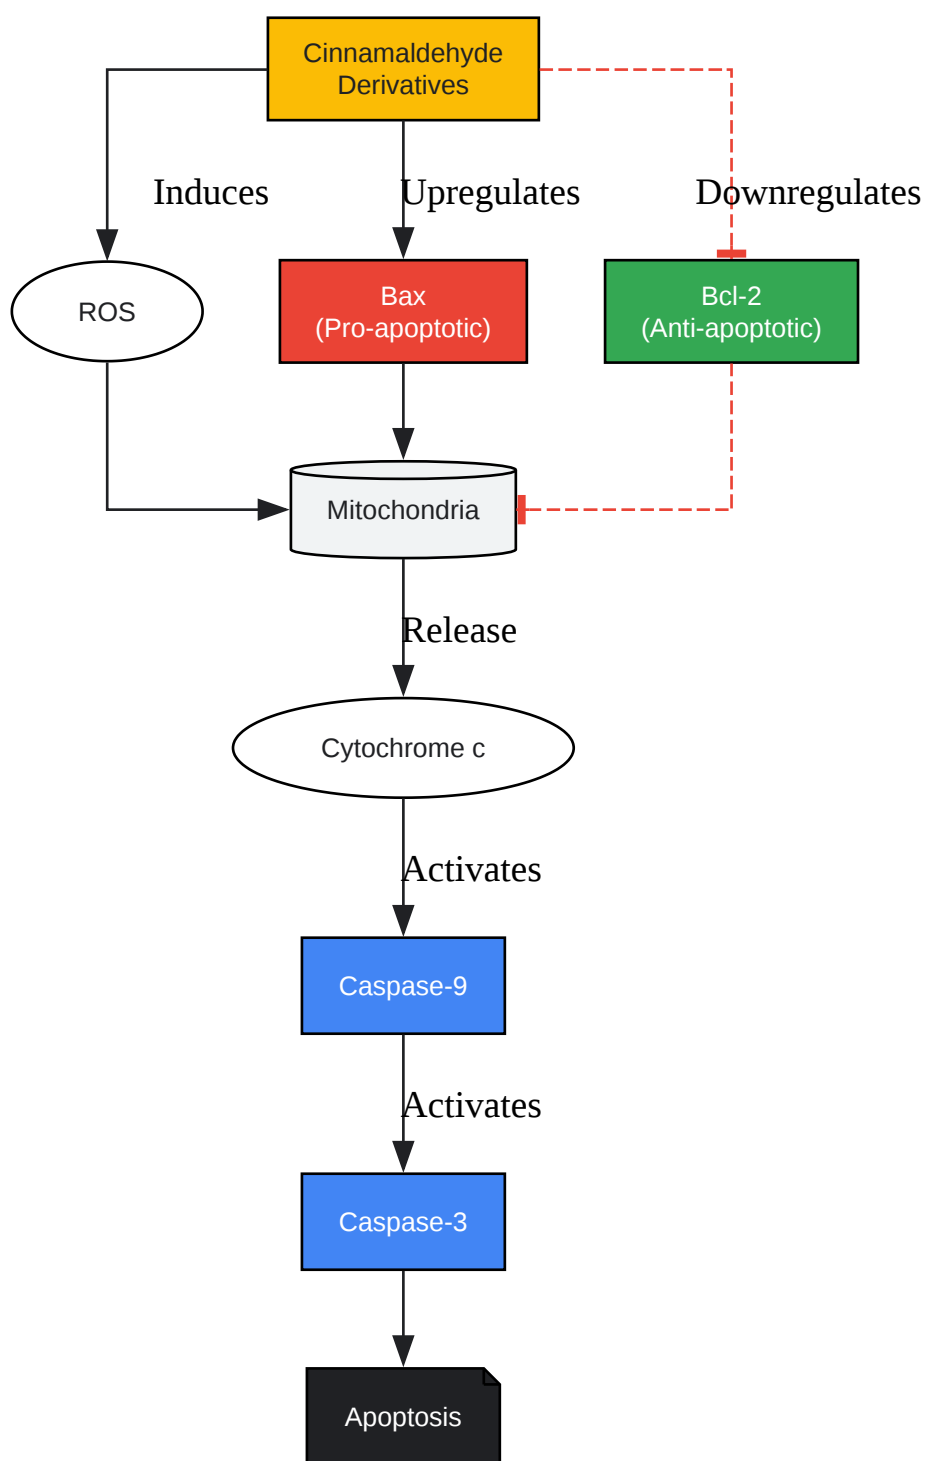 Cinnamaldehyde
Derivatives
Induces
Upregulates
Downregulates
ROS
Bax
(Pro-apoptotic)
Bcl-2
(Anti-apoptotic)
Mitochondria
Release
Cytochrome c
Activates
Caspase-9
Activates
Caspase-3
Apoptosis